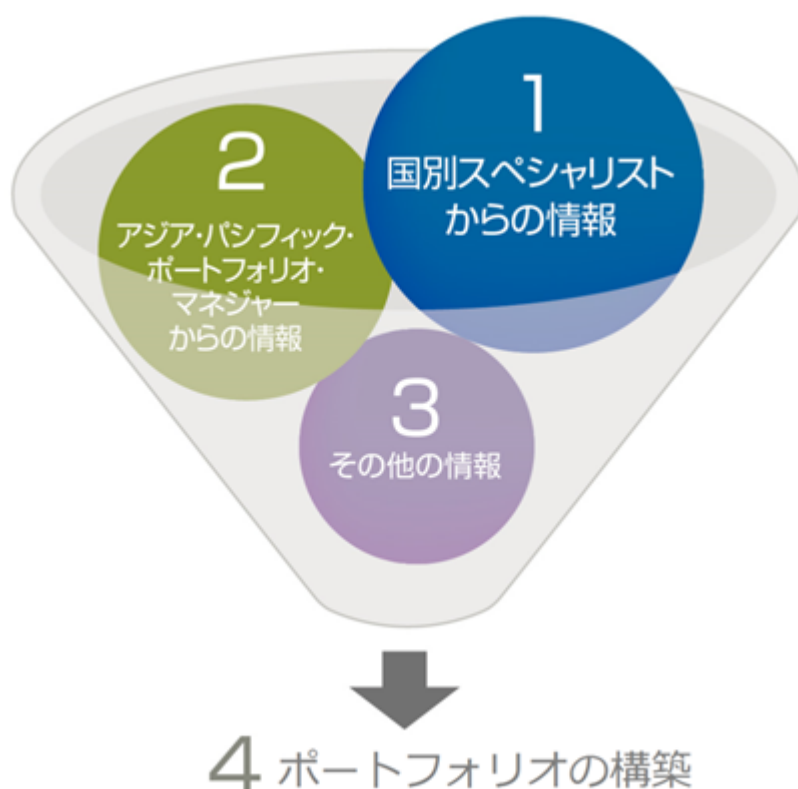 1
国別スペシャリスト
からの情報
2
アジア・パシフィック・
ポートフォリオ・
マネジャー
からの情報
3
その他の情報
4 ポートフォリオの構築